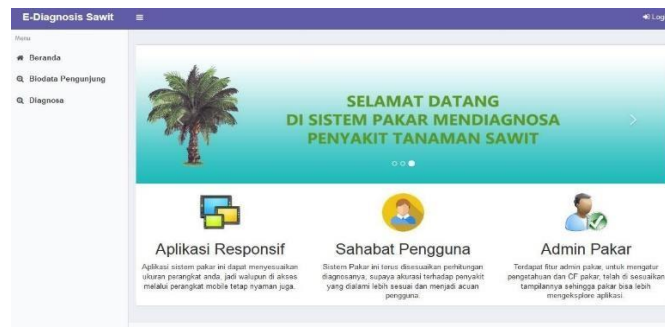 E-Diagnosis Sawit
Log
Menu
Beranda
Biodata Pengunjung
Diagnosa
SELAMAT DATANG
DI SISTEM PAKAR MENDIAGNOSA
PENYAKIT TANAMAN SAWIT
Aplikasi Responsif
Aplikasi sistem pakar ini dapat menyesuaikan
ukuran perangkat anda, jadi walupun di akses
melalui perangkat mobile tetap nyaman juga.
Sahabat Pengguna
Sistem Pakar ini terus disesuaikan perhitungan
diagnosanya, supaya akurasi terhadap penyakit
yang dialami lebih sesuai dan menjadi acuan
pengguna.
Admin Pakar
Terdapat fitur admin pakar, untuk mengatur
pengetahuan dan CF pakar, telah di sesuaikan
tampilannya sehingga pakar bisa lebih
mengeksplore aplikasi.